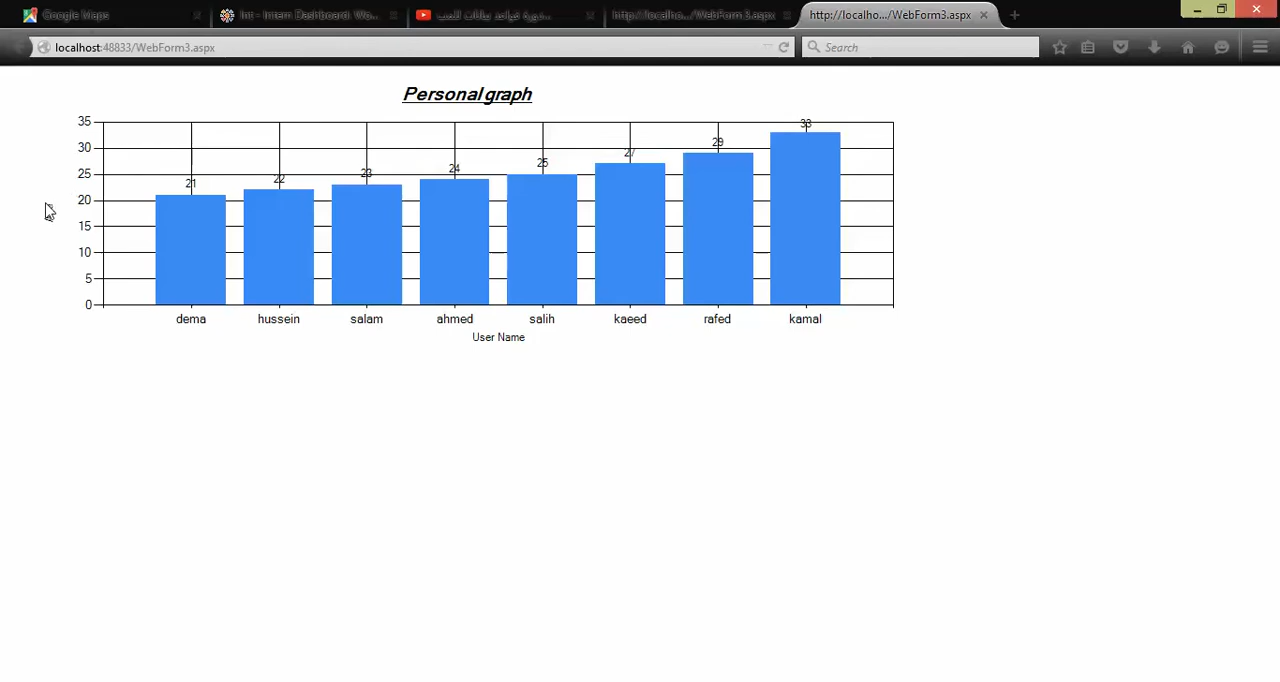 Google Maps
Int - Intern Dashboard: Wo...
http://localho.../WebForm3.aspx
http://localho.../WebForm3.aspx
localhost:48833/WebForm3.aspx
Search
Personal graph
35
30
25
20
15
10
5
0
21
22
23
24
25
27
29
33
dema
hussein
salam
ahmed
salih
kaeed
rafed
kamal
User Name